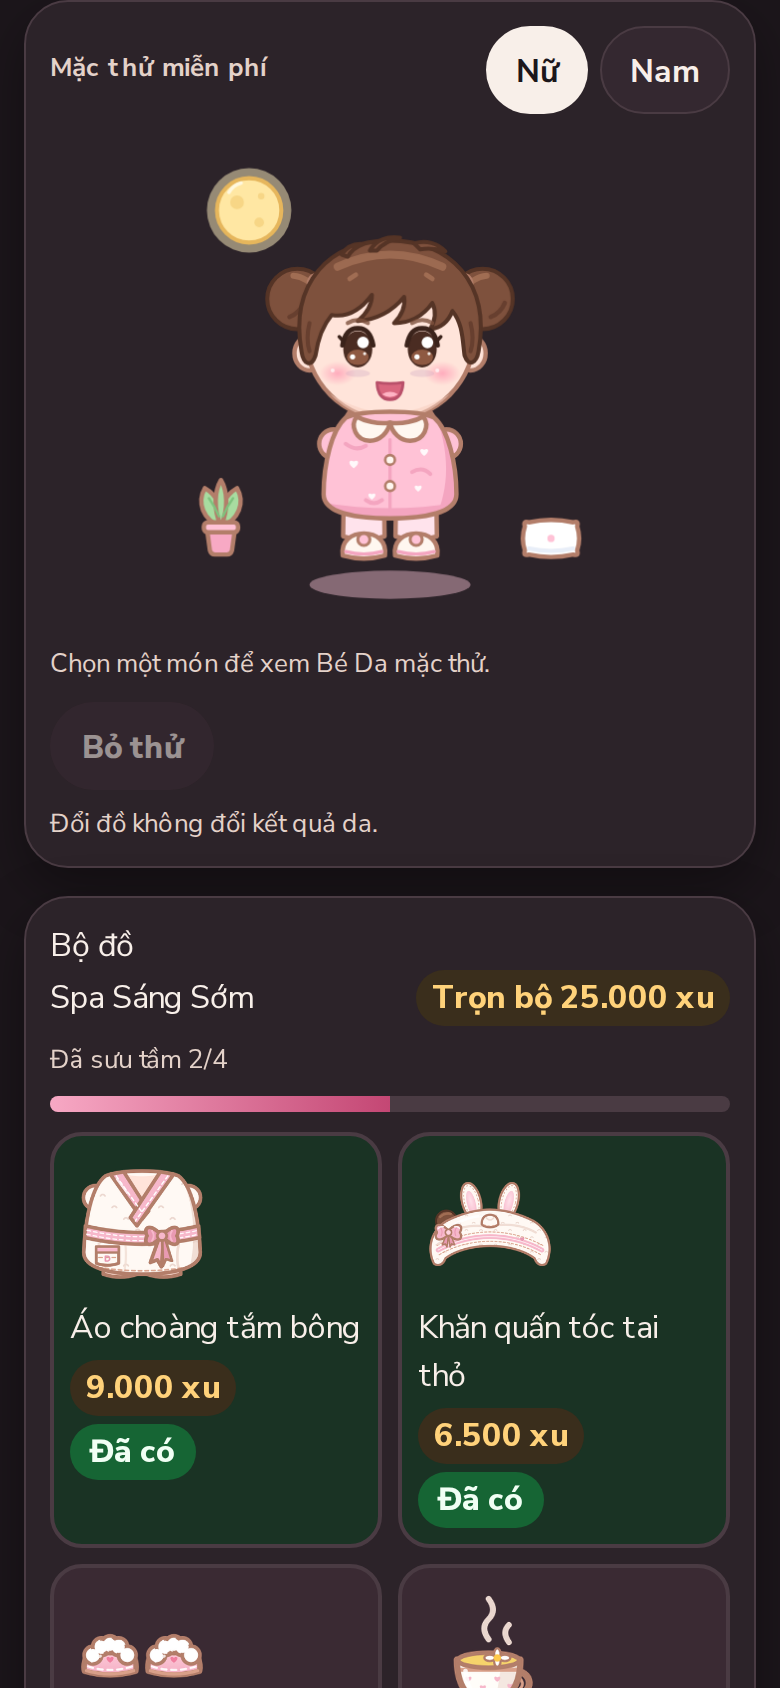 Mặc thử miễn phí
Nữ
Nam
Chọn một món để xem Bé Da mặc thử.
Bỏ thử
Đổi đồ không đổi kết quả da.
Bộ đồ
Spa Sáng Sớm
Trọn bộ 25.000 xu
Đã sưu tầm 2/4
Áo choàng tắm bông
9.000 xu
Đã có
Khăn quấn tóc tai
thỏ
6.500 xu
Đã có